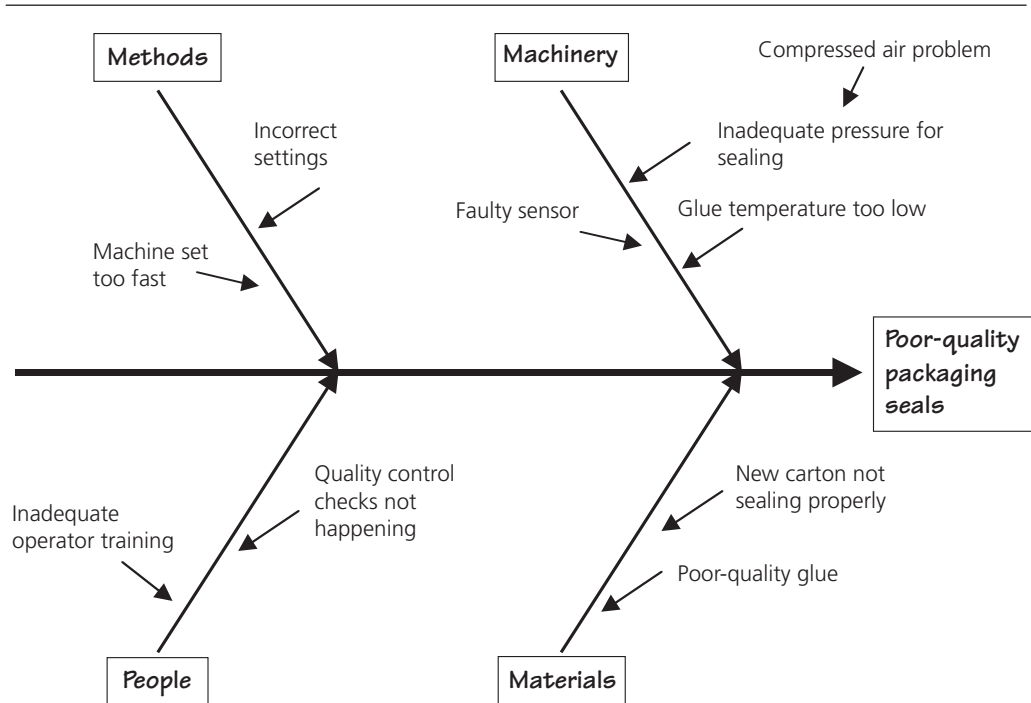 Methods
Machinery
Compressed air problem
Incorrect
settings
Inadequate pressure for
sealing
Faulty sensor
Glue temperature too low
Machine set
too fast
Poor-quality
packaging
seals
Quality control
checks not
happening
New carton not
sealing properly
Inadequate
operator training
Poor-quality glue
People
Materials